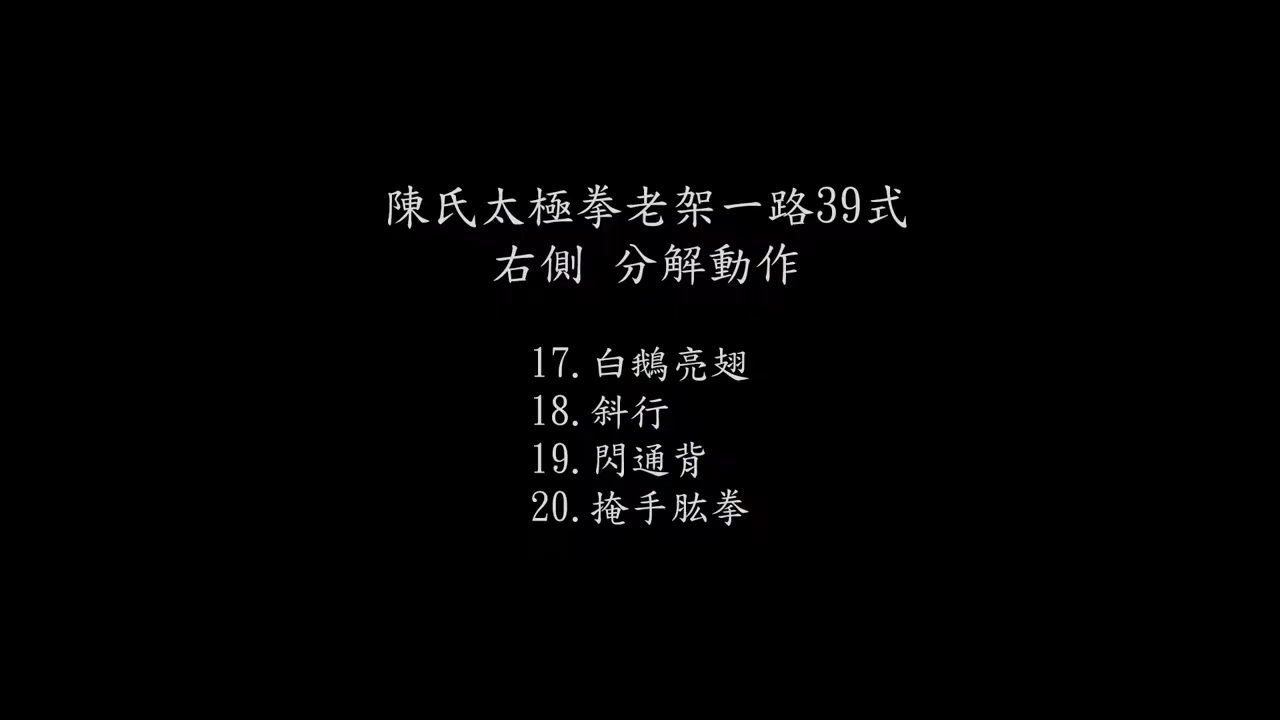 陳氏太極拳老架一路39式
右側 分解動作
17.白鵝亮翅
18.斜行
19.閃通背
20.掩手肱拳